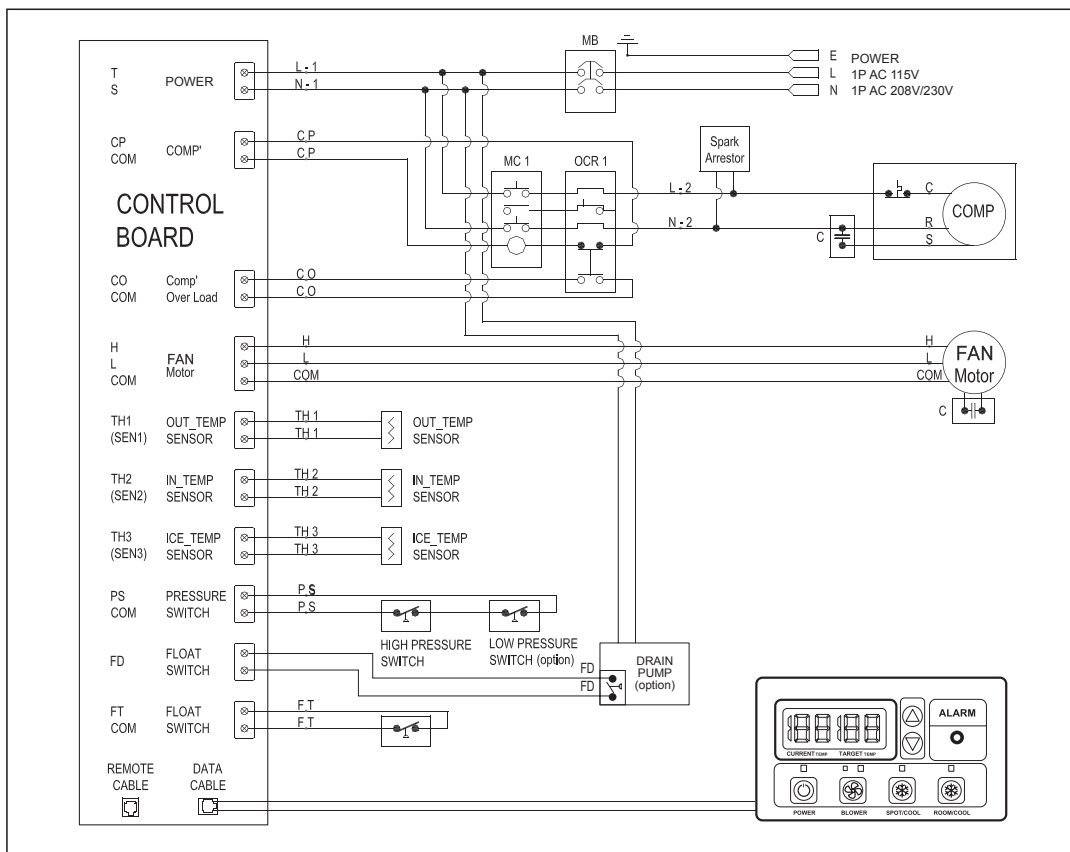 MB
E POWER
L 1P AC 115V
N 1P AC 208V/230V
T
S
POWER
L - 1
N - 1
CP
COM
COMP'
C.P
C.P
MC 1
OCR 1
Spark
Arrestor
L - 2
N - 2
C
R
S
COMP
C
CONTROL
BOARD
CO Comp'
COM Over Load
C.O
C.O
H
L
COM
FAN
Motor
H
L
COM
H
L
COM
FAN
Motor
C
TH1 OUT_TEMP
(SEN1) SENSOR
TH 1
TH 1
OUT_TEMP
SENSOR
TH2 IN_TEMP
(SEN2) SENSOR
TH 2
TH 2
IN_TEMP
SENSOR
TH3 ICE_TEMP
(SEN3) SENSOR
TH 3
TH 3
ICE_TEMP
SENSOR
PS PRESSURE
COM SWITCH
P.S
P.S
HIGH PRESSURE
SWITCH
LOW PRESSURE
SWITCH (option)
FD
FLOAT
SWITCH
FD
FD
DRAIN
PUMP
(option)
FT FLOAT
COM SWITCH
F.T
F.T
REMOTE
CABLE
DATA
CABLE
188 188
CURRENT TEMP TARGET TEMP
ALARM
POWER BLOWER SPOT/COOL ROOM/COOL